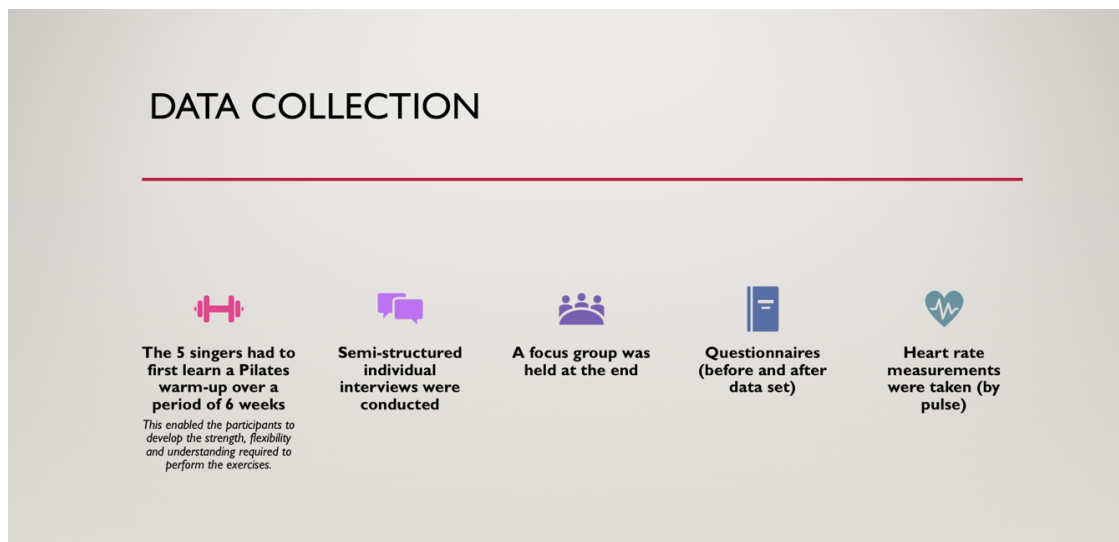 DATA COLLECTION
The 5 singers had to
first learn a Pilates
warm-up over a
period of 6 weeks
This enabled the participants to
develop the strength, flexibility
and understanding required to
perform the exercises.
Semi-structured
individual
interviews were
conducted
A focus group was
held at the end
Questionnaires
(before and after
data set)
Heart rate
measurements
were taken (by
pulse)